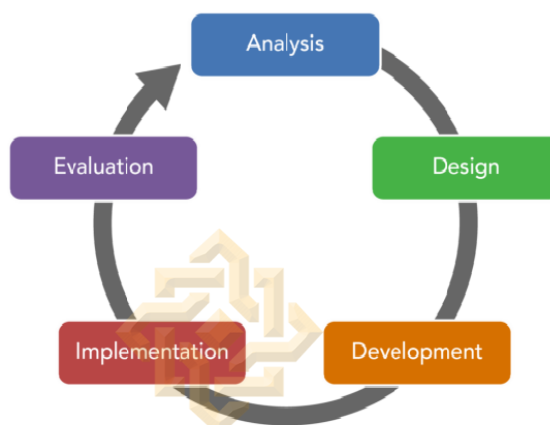 Analysis
Design
Development
Implementation
Evaluation